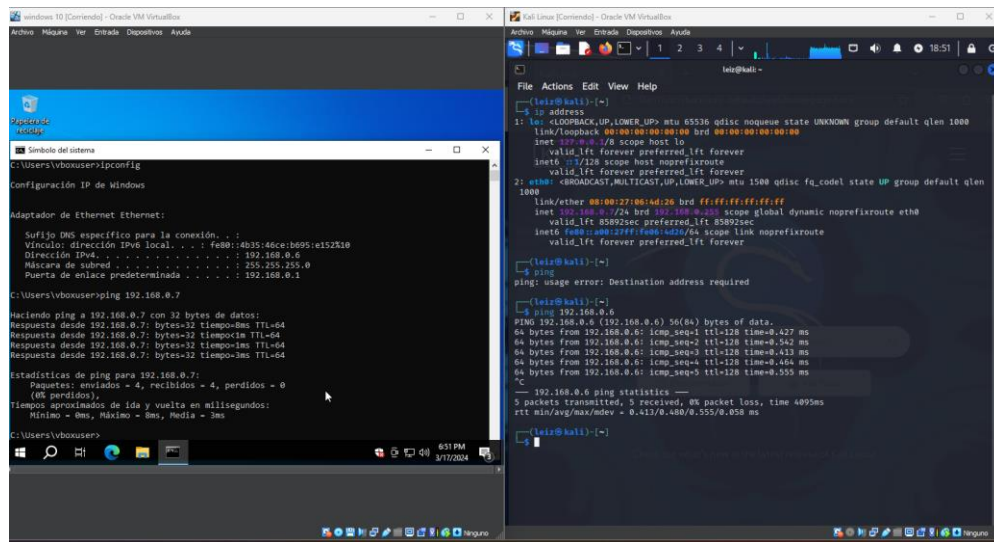 windows 10 [Corriendo] - Oracle VM VirtualBox
Archivo Máquina Ver Entrada Dispositivos Ayuda
Papelera de
reciclaje
Símbolo del sistema
C:\Users\vboxuser>ipconfig
Configuración IP de Windows
Adaptador de Ethernet Ethernet:
Sufijo DNS específico para la conexión. . :
Vínculo: dirección IPv6 local. . . : fe80::4b35:46ce:b695:e152%10
Dirección IPv4. . . . . . . . . . . . . . : 192.168.0.6
Máscara de subred . . . . . . . . . . . . : 255.255.255.0
Puerta de enlace predeterminada . . . . . : 192.168.0.1
C:\Users\vboxuser>ping 192.168.0.7
Haciendo ping a 192.168.0.7 con 32 bytes de datos:
Respuesta desde 192.168.0.7: bytes=32 tiempo=8ms TTL=64
Respuesta desde 192.168.0.7: bytes=32 tiempo<1m TTL=64
Respuesta desde 192.168.0.7: bytes=32 tiempo=1ms TTL=64
Respuesta desde 192.168.0.7: bytes=32 tiempo=3ms TTL=64
Estadísticas de ping para 192.168.0.7:
Paquetes: enviados = 4, recibidos = 4, perdidos = 0
(0% perdidos),
Tiempos aproximados de ida y vuelta en milisegundos:
Mínimo = 0ms, Máximo = 8ms, Media = 3ms
C:\Users\vboxuser>
6:51 PM
3/17/2024
Ninguno
Kali Linux [Corriendo] - Oracle VM VirtualBox
Archivo Máquina Ver Entrada Dispositivos Ayuda
1 2 3 4
18:51
leiz@kali: ~
File Actions Edit View Help
(leiz㉿kali)-[~]
$ ip address
1: lo: <LOOPBACK,UP,LOWER_UP> mtu 65536 qdisc noqueue state UNKNOWN group default qlen 1000
link/loopback 00:00:00:00:00:00 brd 00:00:00:00:00:00
inet 127.0.0.1/8 scope host lo
valid_lft forever preferred_lft forever
inet6 ::1/128 scope host noprefixroute
valid_lft forever preferred_lft forever
2: eth0: <BROADCAST,MULTICAST,UP,LOWER_UP> mtu 1500 qdisc fq_codel state UP group default qlen
1000
link/ether 08:00:27:06:4d:26 brd ff:ff:ff:ff:ff:ff
inet 192.168.0.7/24 brd 192.168.0.255 scope global dynamic noprefixroute eth0
valid_lft 85892sec preferred_lft 85892sec
inet6 fe80::a00:27ff:fe06:4d26/64 scope link noprefixroute
valid_lft forever preferred_lft forever
(leiz㉿kali)-[~]
$ ping
ping: usage error: Destination address required
(leiz㉿kali)-[~]
$ ping 192.168.0.6
PING 192.168.0.6 (192.168.0.6) 56(84) bytes of data.
64 bytes from 192.168.0.6: icmp_seq=1 ttl=128 time=0.427 ms
64 bytes from 192.168.0.6: icmp_seq=2 ttl=128 time=0.542 ms
64 bytes from 192.168.0.6: icmp_seq=3 ttl=128 time=0.413 ms
64 bytes from 192.168.0.6: icmp_seq=4 ttl=128 time=0.464 ms
64 bytes from 192.168.0.6: icmp_seq=5 ttl=128 time=0.555 ms
^C
--- 192.168.0.6 ping statistics ---
5 packets transmitted, 5 received, 0% packet loss, time 4095ms
rtt min/avg/max/mdev = 0.413/0.480/0.555/0.058 ms
(leiz㉿kali)-[~]
$
Ninguno